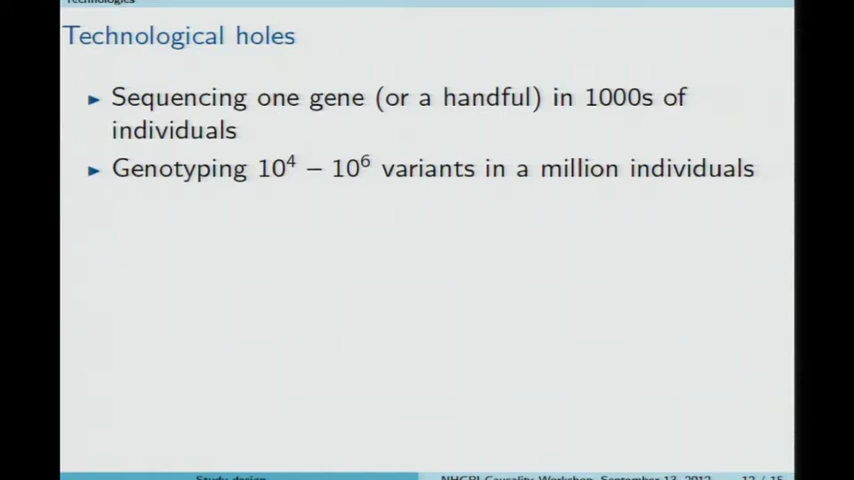 Technologies
Technological holes
Sequencing one gene (or a handful) in 1000s of
individuals
Genotyping 10⁴ – 10⁶ variants in a million individuals
Study design
NHGRI Causality Workshop, September 13, 2012
12 / 15